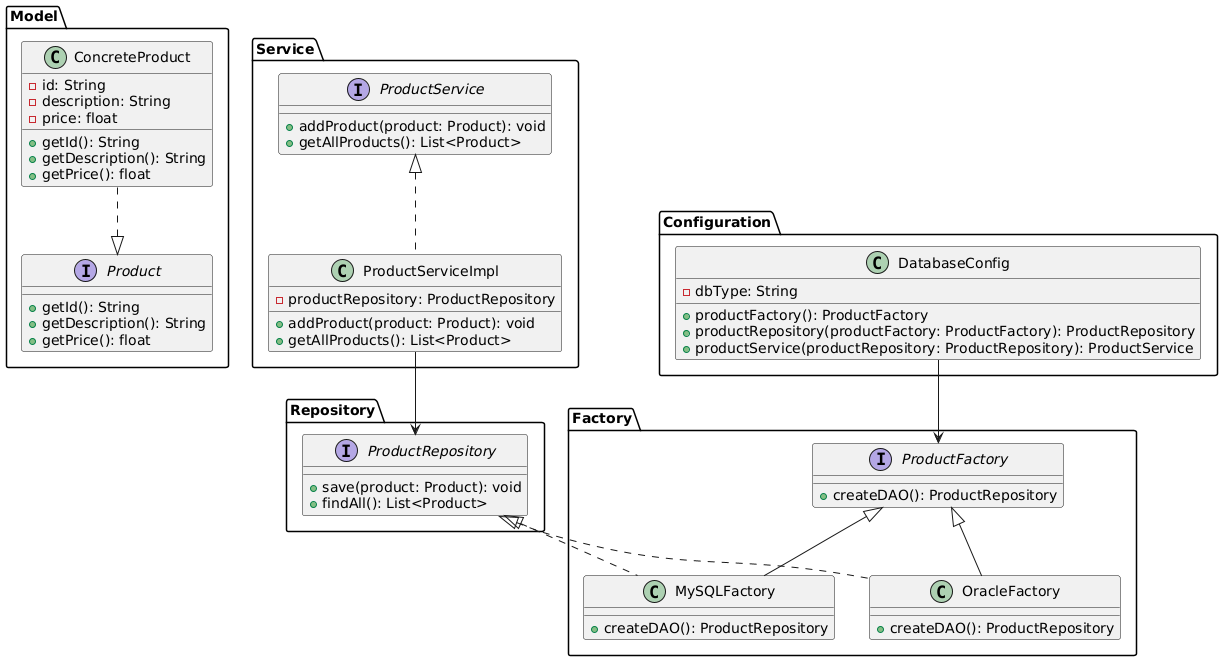 Model
C ConcreteProduct
id: String
description: String
price: float
getId(): String
getDescription(): String
getPrice(): float
I Product
getId(): String
getDescription(): String
getPrice(): float
Service
I ProductService
addProduct(product: Product): void
getAllProducts(): List<Product>
C ProductServiceImpl
productRepository: ProductRepository
addProduct(product: Product): void
getAllProducts(): List<Product>
Configuration
C DatabaseConfig
dbType: String
productFactory(): ProductFactory
productRepository(productFactory: ProductFactory): ProductRepository
productService(productRepository: ProductRepository): ProductService
Repository
I ProductRepository
save(product: Product): void
findAll(): List<Product>
Factory
I ProductFactory
createDAO(): ProductRepository
C MySQLFactory
createDAO(): ProductRepository
C OracleFactory
createDAO(): ProductRepository